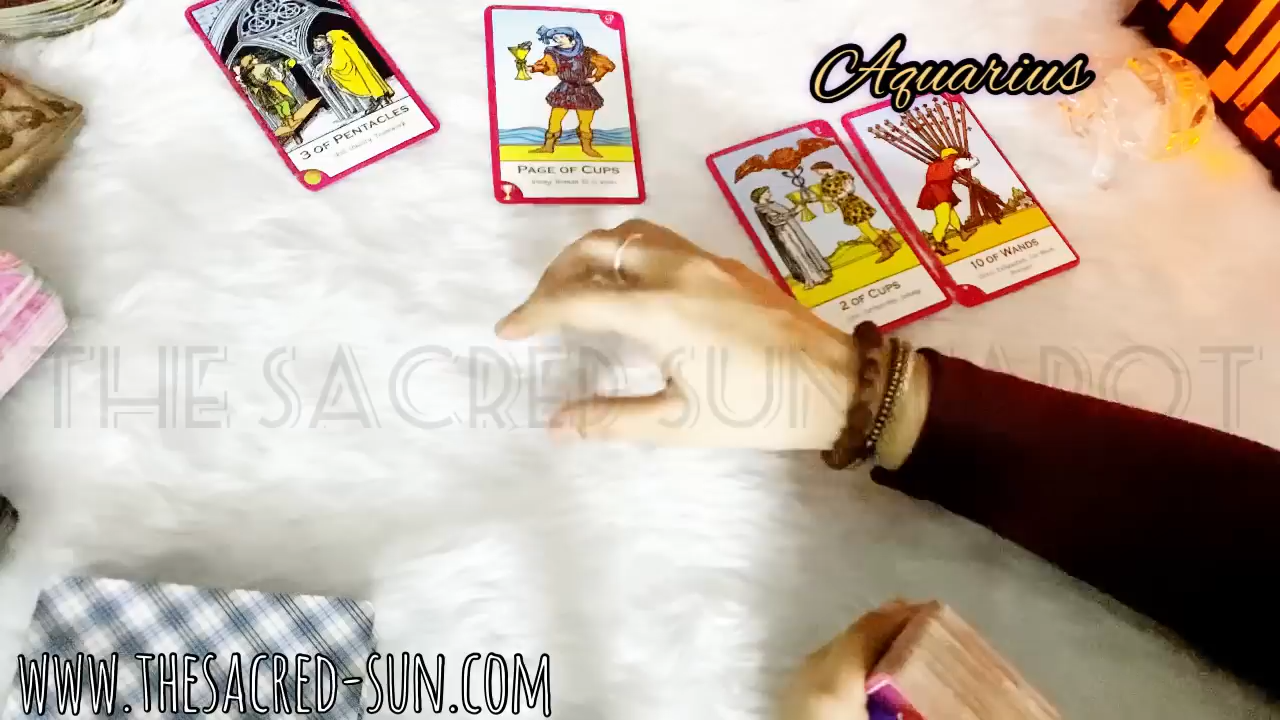 Aquarius
3 OF PENTACLES
PAGE OF CUPS
2 OF CUPS
10 OF WANDS
THE SACRED SUN TAROT
WWW.THESACRED-SUN.COM